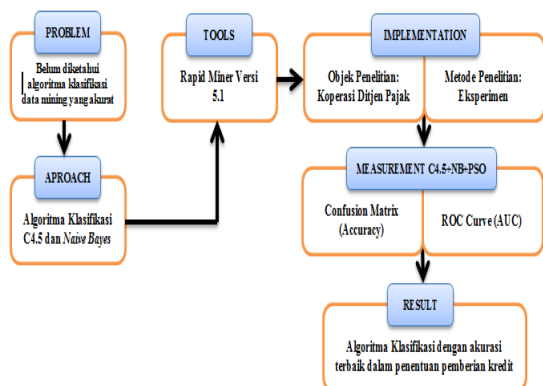 PROBLEM
Belum diketahui
algoritma klasifikasi
data mining yang akurat
APROACH
Algoritma Klasifikasi
C4.5 dan Naive Bayes
TOOLS
Rapid Miner Versi
5.1
IMPLEMENTATION
Objek Penelitian:
Koperasi Ditjen Pajak
Metode Penelitian:
Eksperimen
MEASUREMENT C4.5+NB+PSO
Confusion Matrix
(Accuracy)
ROC Curve (AUC)
RESULT
Algoritma Klasifikasi dengan akurasi
terbaik dalam penentuan pemberian kredit